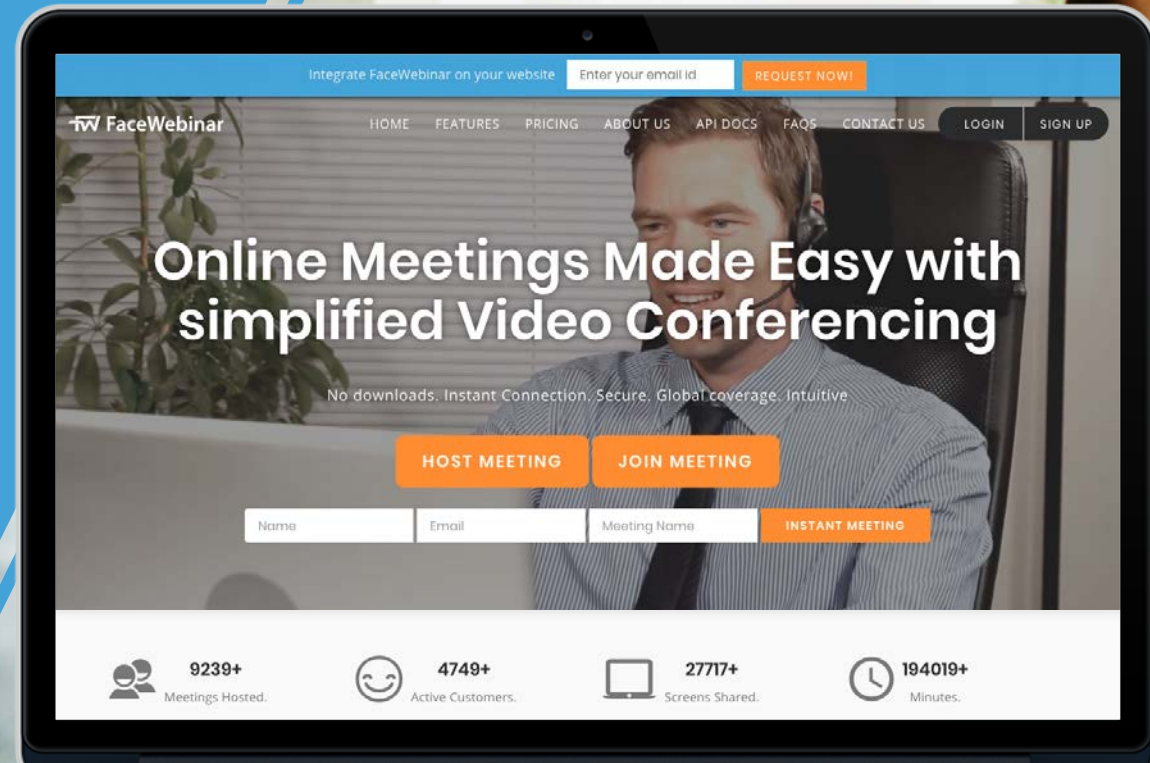 Integrate FaceWebinar on your website Enter your email id REQUEST NOW!
FW FaceWebinar HOME FEATURES PRICING ABOUT US API DOCS FAQS CONTACT US LOGIN SIGN UP
Online Meetings Made Easy with
simplified Video Conferencing
No downloads. Instant Connection. Secure. Global coverage. Intuitive
HOST MEETING JOIN MEETING
Name Email Meeting Name INSTANT MEETING
9239+ 4749+ 27717+ 194019+
Meetings Hosted. Active Customers. Screens Shared. Minutes.